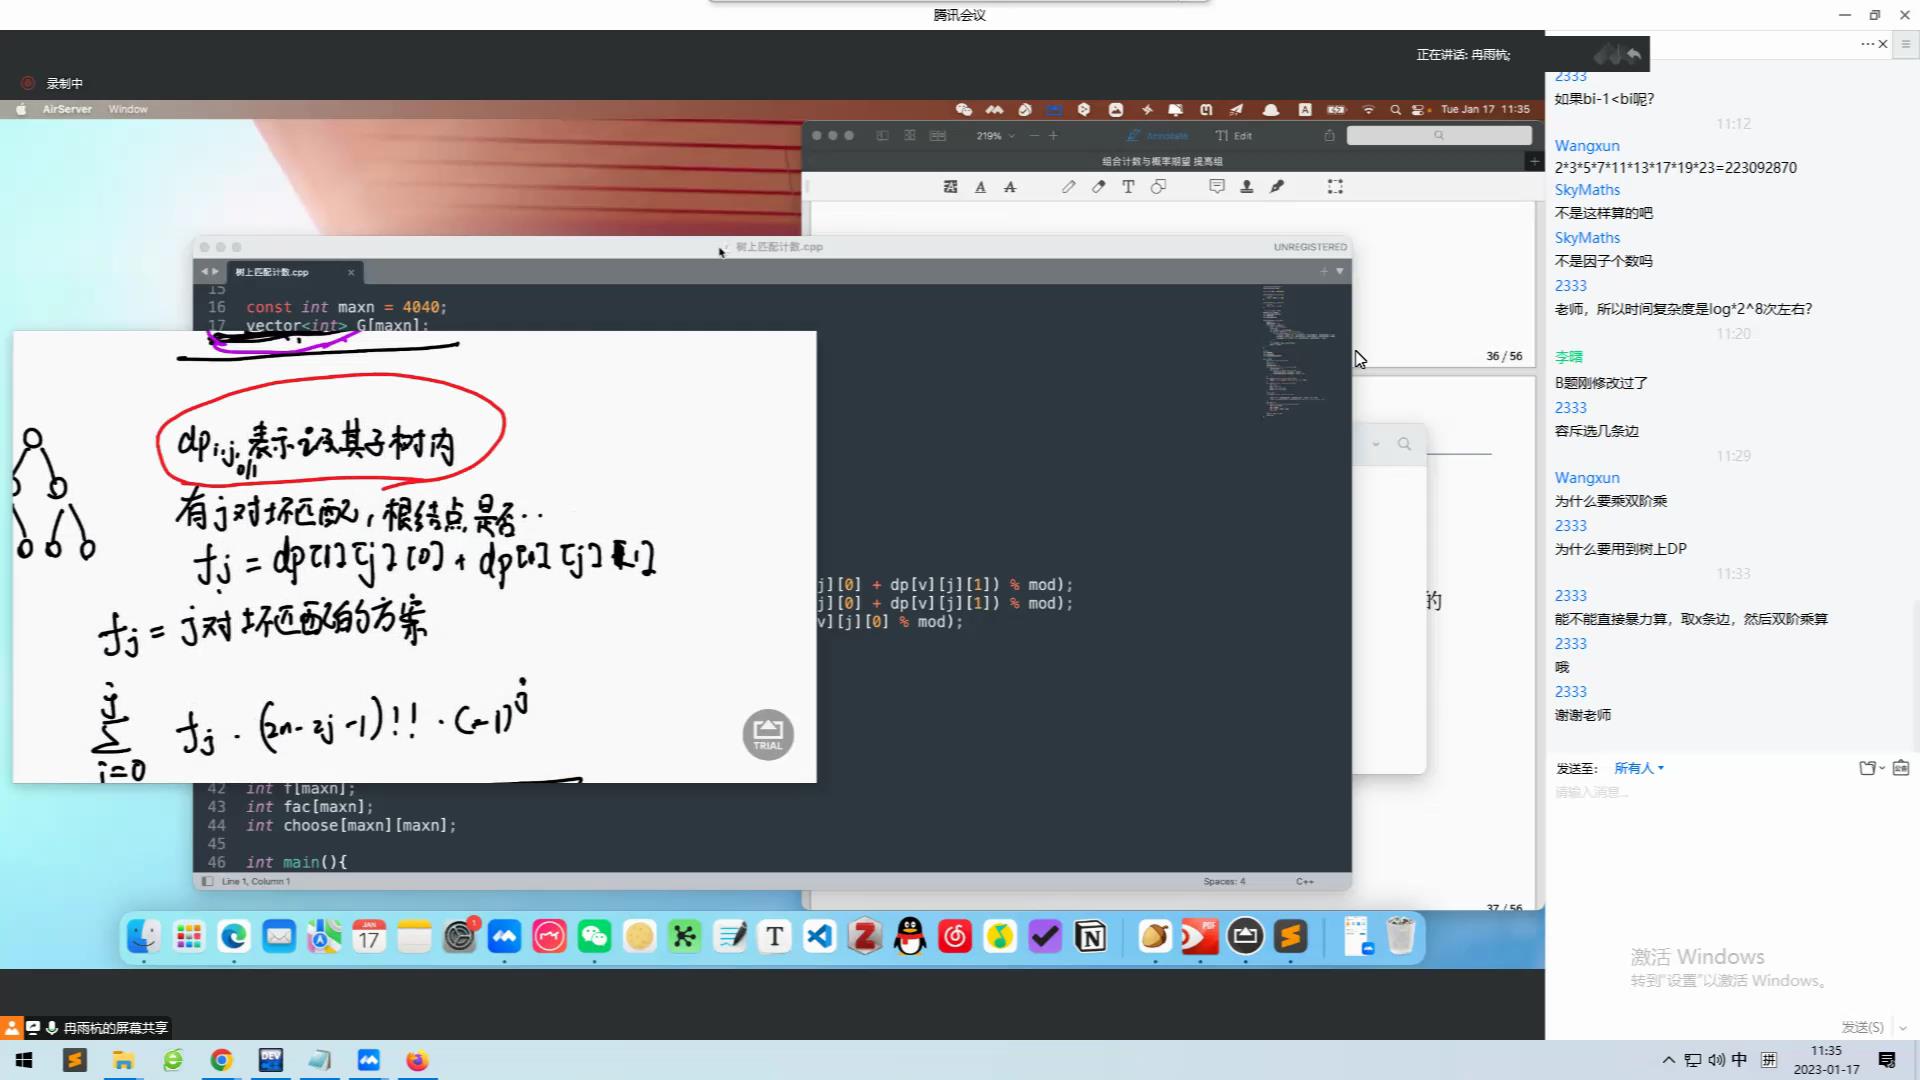 腾讯会议
正在讲话: 冉雨杭;
录制中
AirServer Window
Tue Jan 17 11:35
219%
Annotate
Edit
组合计数与概率期望 提高组
树上匹配计数.cpp
UNREGISTERED
树上匹配计数.cpp
15
16 const int maxn = 4040;
17 vector<int> G[maxn];
36 / 56
dp i,j,0/1 表示i及其子树内
有j对坏匹配,根结点是否··
fj = dp[1][j][0] + dp[1][j][1]
fj = j对坏匹配的方案
j
∑ fj · (2n-2j-1)!! · (-1)^j
i=0
TRIAL
j][0] + dp[v][j][1]) % mod);
j][0] + dp[v][j][1]) % mod);
v][j][0] % mod);
的
42 int f[maxn];
43 int fac[maxn];
44 int choose[maxn][maxn];
45
46 int main(){
Line 1, Column 1
Spaces: 4
C++
37 / 56
JAN
17
冉雨杭的屏幕共享
2333
如果bi-1<bi呢?
11:12
Wangxun
2*3*5*7*11*13*17*19*23=223092870
SkyMaths
不是这样算的吧
SkyMaths
不是因子个数吗
2333
老师，所以时间复杂度是log*2^8次左右?
11:20
李曙
B题刚修改过了
2333
容斥选几条边
11:29
Wangxun
为什么要乘双阶乘
2333
为什么要用到树上DP
11:33
2333
能不能直接暴力算，取x条边，然后双阶乘算
2333
哦
2333
谢谢老师
发送至: 所有人
请输入消息...
激活 Windows
转到"设置"以激活 Windows。
发送(S)
中
拼
11:35
2023-01-17